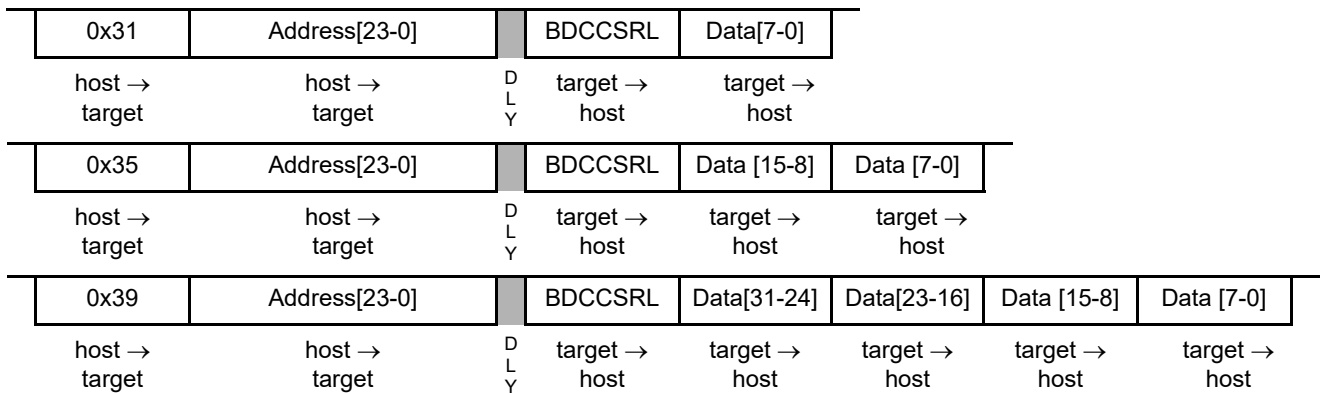 0x31 Address[23-0] BDCCSRL Data[7-0]
host → host → D target → target →
L
target target Y host host
0x35 Address[23-0] BDCCSRL Data [15-8] Data [7-0]
host → host → D target → target → target →
L
target target Y host host host
0x39 Address[23-0] BDCCSRL Data[31-24] Data[23-16] Data [15-8] Data [7-0]
host → host → D target → target → target → target → target →
L
target target Y host host host host host